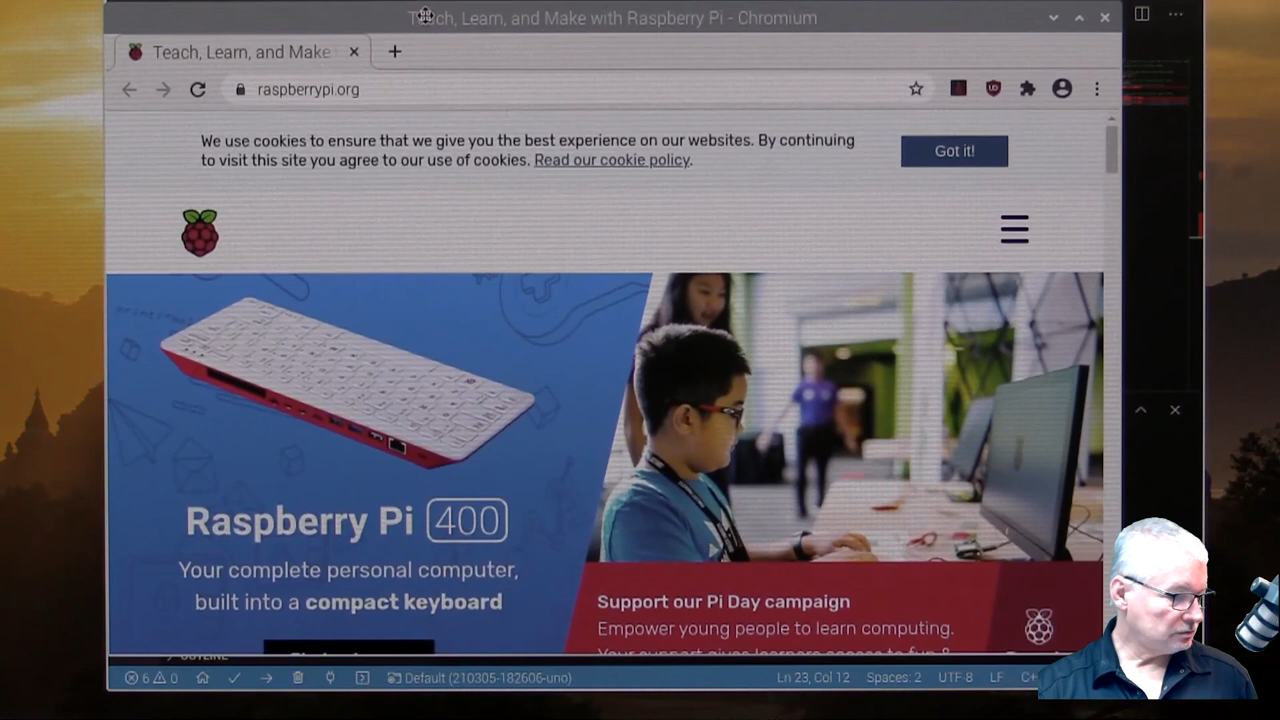 Teach, Learn, and Make with Raspberry Pi - Chromium
Teach, Learn, and Make
raspberrypi.org
We use cookies to ensure that we give you the best experience on our websites. By continuing
to visit this site you agree to our use of cookies. Read our cookie policy.
Got it!
Raspberry Pi 400
Your complete personal computer,
built into a compact keyboard
Support our Pi Day campaign
Empower young people to learn computing.
OUTLINE
6 0
Default (210305-182606-uno)
Ln 23, Col 12
Spaces: 2
UTF-8
LF